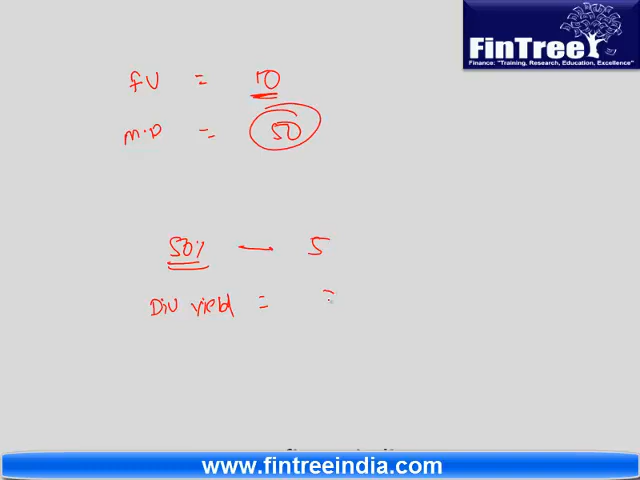 FinTree
Finance: "Training, Research, Education, Excellence"
FV = 10
M.P = 50
50% — 5
Div yield =
www.fintreeindia.com